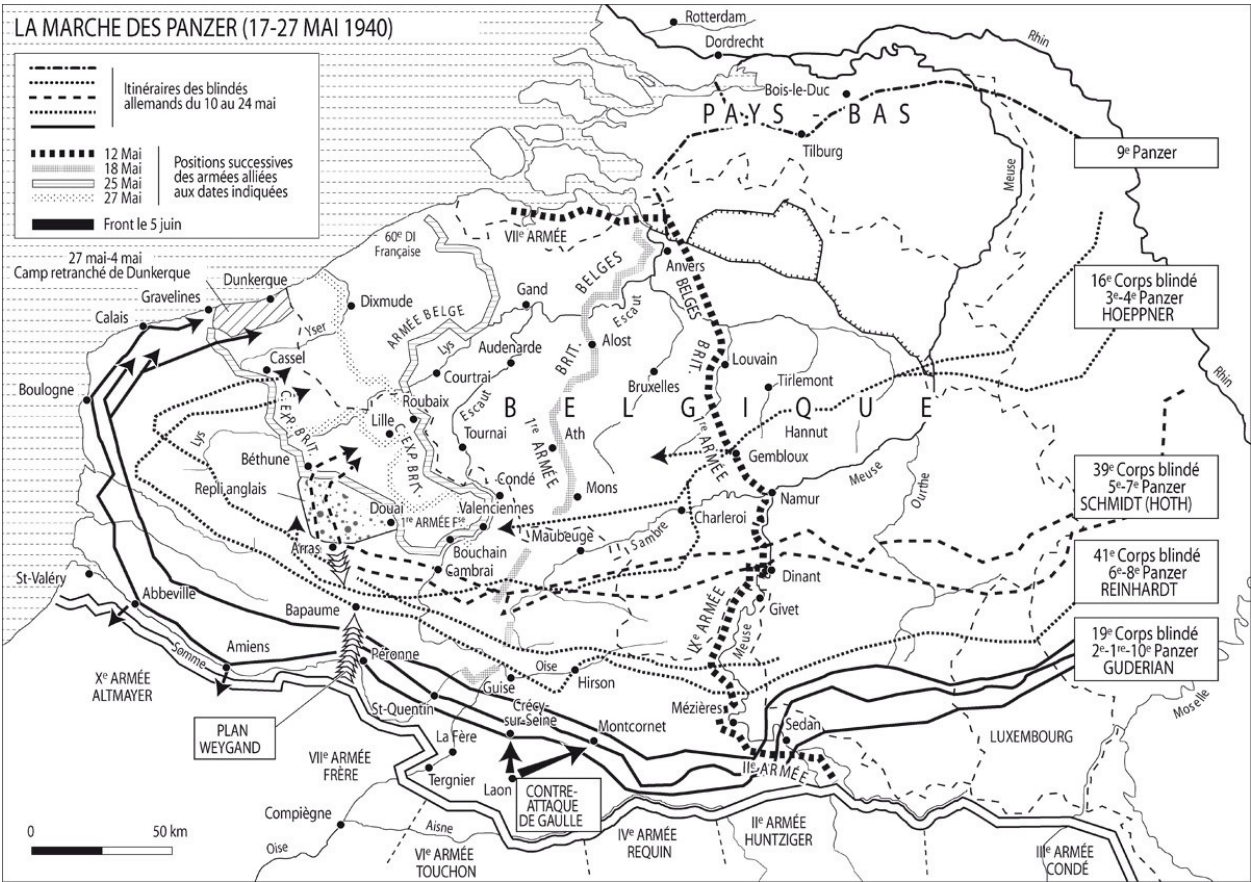 LA MARCHE DES PANZER (17-27 MAI 1940)
Itinéraires des blindés
allemands du 10 au 24 mai
12 Mai
18 Mai
25 Mai
27 Mai
Positions successives
des armées alliées
aux dates indiquées
Front le 5 juin
27 mai-4 mai
Camp retranché de Dunkerque
Rotterdam
Dordrecht
Rhin
Bois-le-Duc
PAYS-BAS
Tilburg
Meuse
9e Panzer
VIIe ARMÉE
60e DI
Française
Anvers
BELGES
BELGES
Dunkerque
Gravelines
Calais
Dixmude
Yser
ARMÉE BELGE
Gand
Escaut
16e Corps blindé
3e-4e Panzer
HOEPPNER
Cassel
Lys
Audenarde
Alost
BRIT.
BRIT.
Louvain
Tirlemont
Bruxelles
Rhin
Boulogne
Courtrai
Roubaix
Escaut
BELGIQUE
C. EXP. BRIT.
Lille
C. EXP. BRIT.
Tournai
Ath
1re ARMÉE
1re ARMÉE
Hannut
Gembloux
Lys
Béthune
Repli anglais
Condé
Mons
Namur
Meuse
Ourthe
39e Corps blindé
5e-7e Panzer
SCHMIDT (HOTH)
Douai
1re ARMÉE Fse
Valenciennes
Charleroi
Maubeuge
Sambre
Arras
Bouchain
Cambrai
Dinant
Givet
41e Corps blindé
6e-8e Panzer
REINHARDT
St-Valéry
Abbeville
Bapaume
IXe ARMÉE
Meuse
19e Corps blindé
2e-1re-10e Panzer
GUDERIAN
Somme
Amiens
Péronne
Oise
Guise
Hirson
Xe ARMÉE
ALTMAYER
St-Quentin
Crécy-
sur-Seine
Montcornet
Mézières
Sedan
LUXEMBOURG
Moselle
PLAN
WEYGAND
VIIe ARMÉE
FRÈRE
La Fère
Tergnier
Laon
CONTRE-
ATTAQUE
DE GAULLE
IIe ARMÉE
Compiègne
Aisne
Oise
VIe ARMÉE
TOUCHON
IVe ARMÉE
REQUIN
IIe ARMÉE
HUNTZIGER
IIIe ARMÉE
CONDÉ
0
50 km